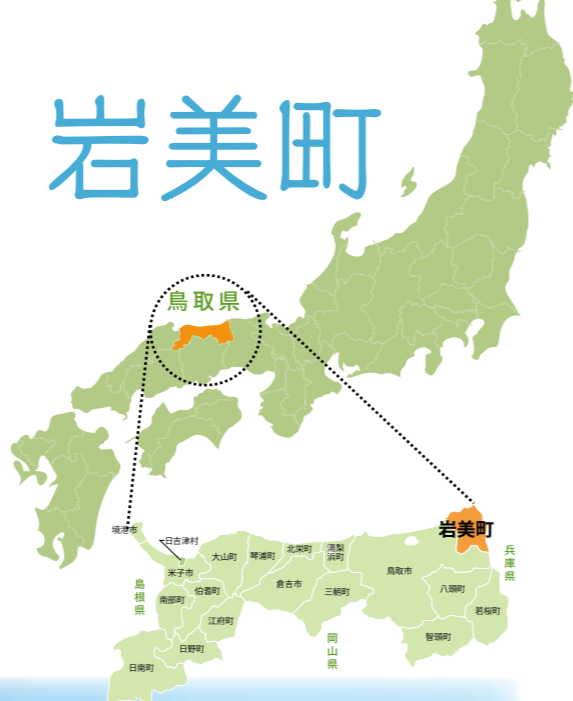 岩美町
鳥取県
岩美町
境港市
日吉津村
米子市
大山町
琴浦町
北栄町
湯梨
浜町
鳥取市
兵庫県
島根県
南部町
伯耆町
倉吉市
三朝町
八頭町
若桜町
江府町
岡山県
智頭町
日野町
日南町